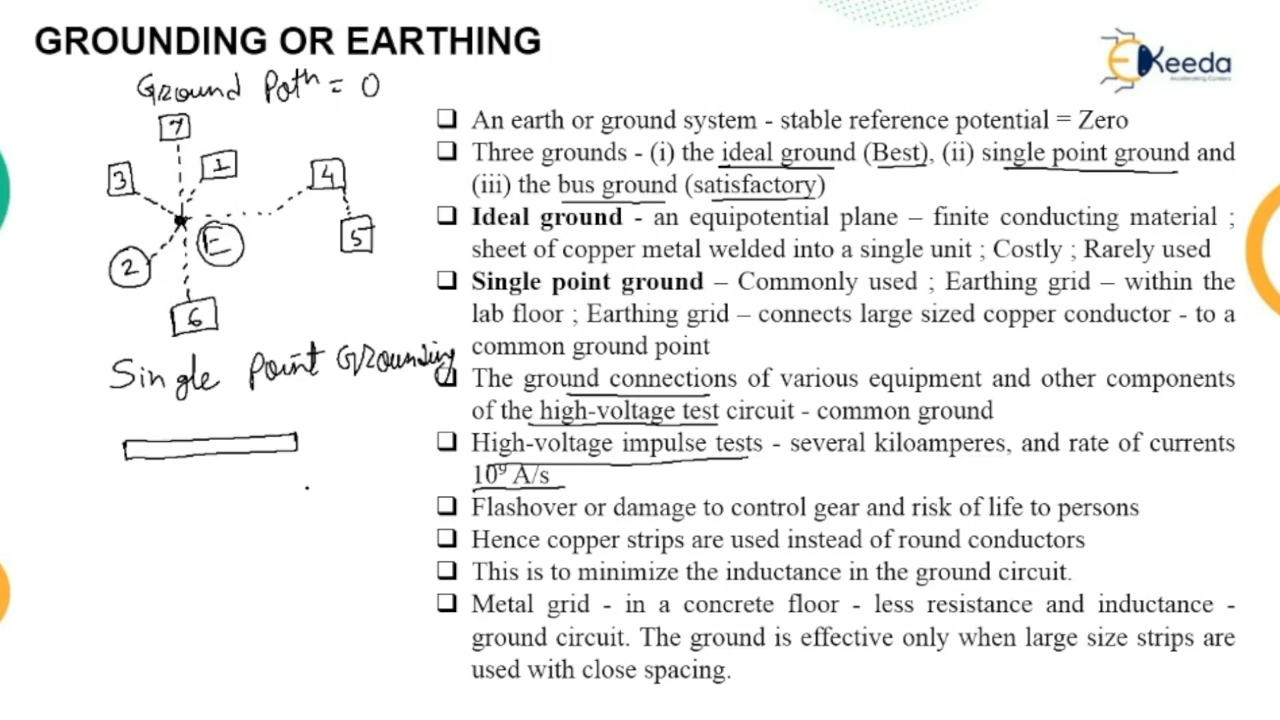 GROUNDING OR EARTHING
EKeeda
Ground Path = 0
7
3
1
4
E
5
2
6
Single Point Grounding
❑ An earth or ground system - stable reference potential = Zero
❑ Three grounds - (i) the ideal ground (Best), (ii) single point ground and
(iii) the bus ground (satisfactory)
❑ Ideal ground - an equipotential plane – finite conducting material ;
sheet of copper metal welded into a single unit ; Costly ; Rarely used
❑ Single point ground – Commonly used ; Earthing grid – within the
lab floor ; Earthing grid – connects large sized copper conductor - to a
common ground point
❑ The ground connections of various equipment and other components
of the high-voltage test circuit - common ground
❑ High-voltage impulse tests - several kiloamperes, and rate of currents
10⁹ A/s
❑ Flashover or damage to control gear and risk of life to persons
❑ Hence copper strips are used instead of round conductors
❑ This is to minimize the inductance in the ground circuit.
❑ Metal grid - in a concrete floor - less resistance and inductance -
ground circuit. The ground is effective only when large size strips are
used with close spacing.